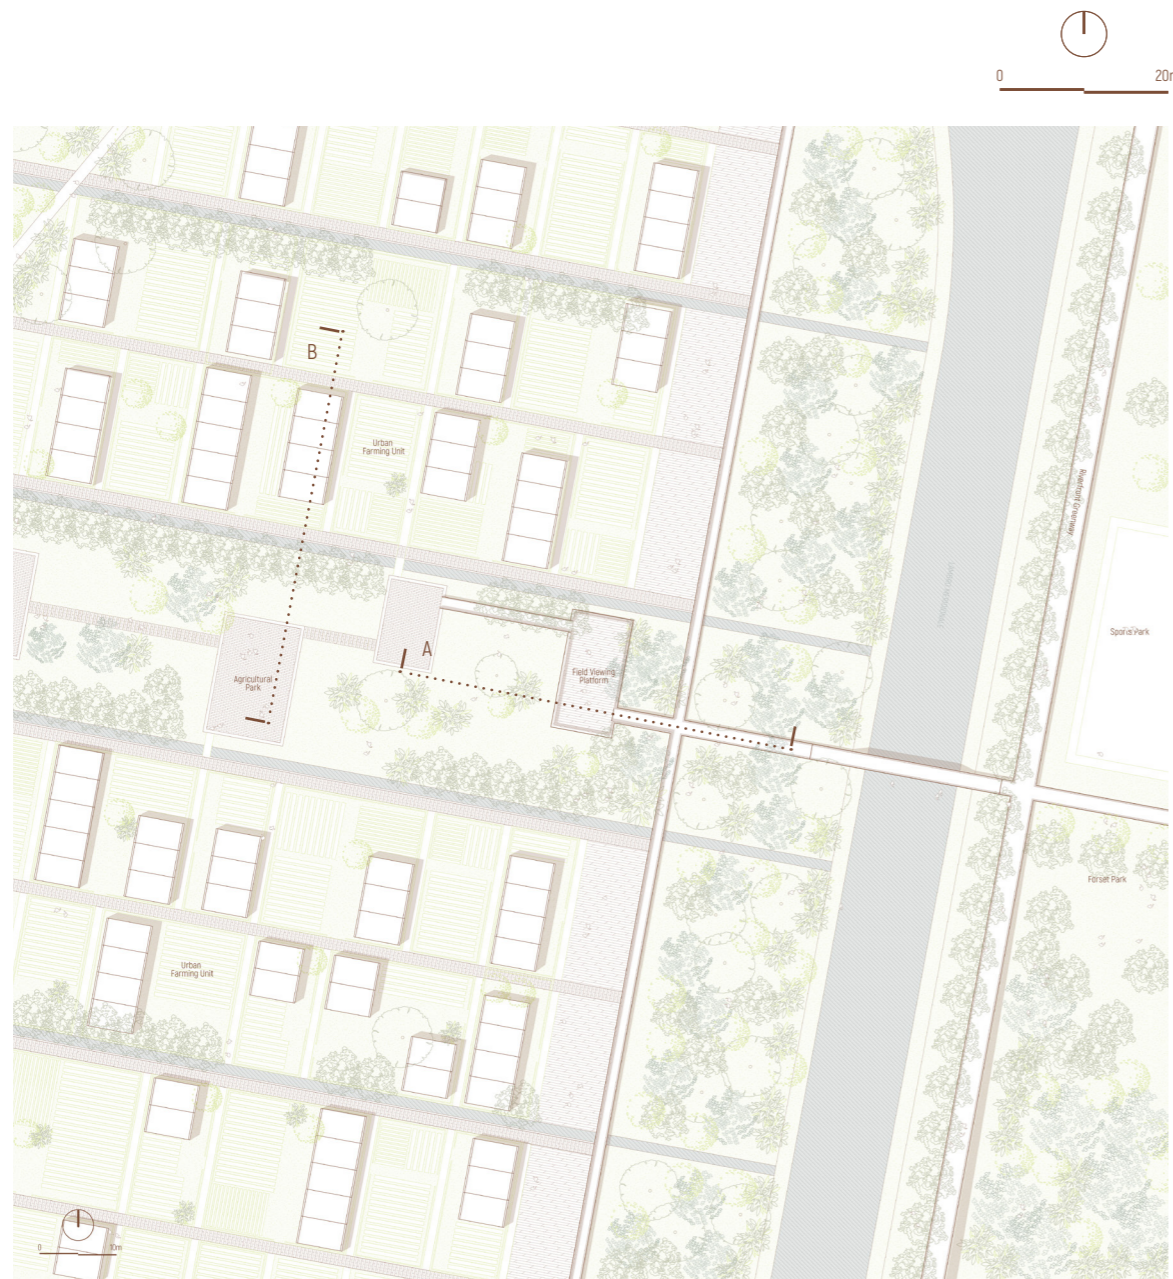 0
20m
B
Urban
Farming Unit
Riverfront Greenway
A
Field Viewing
Platform
Agricultural
Park
Sports Park
Forset Park
Urban
Farming Unit
0
10m